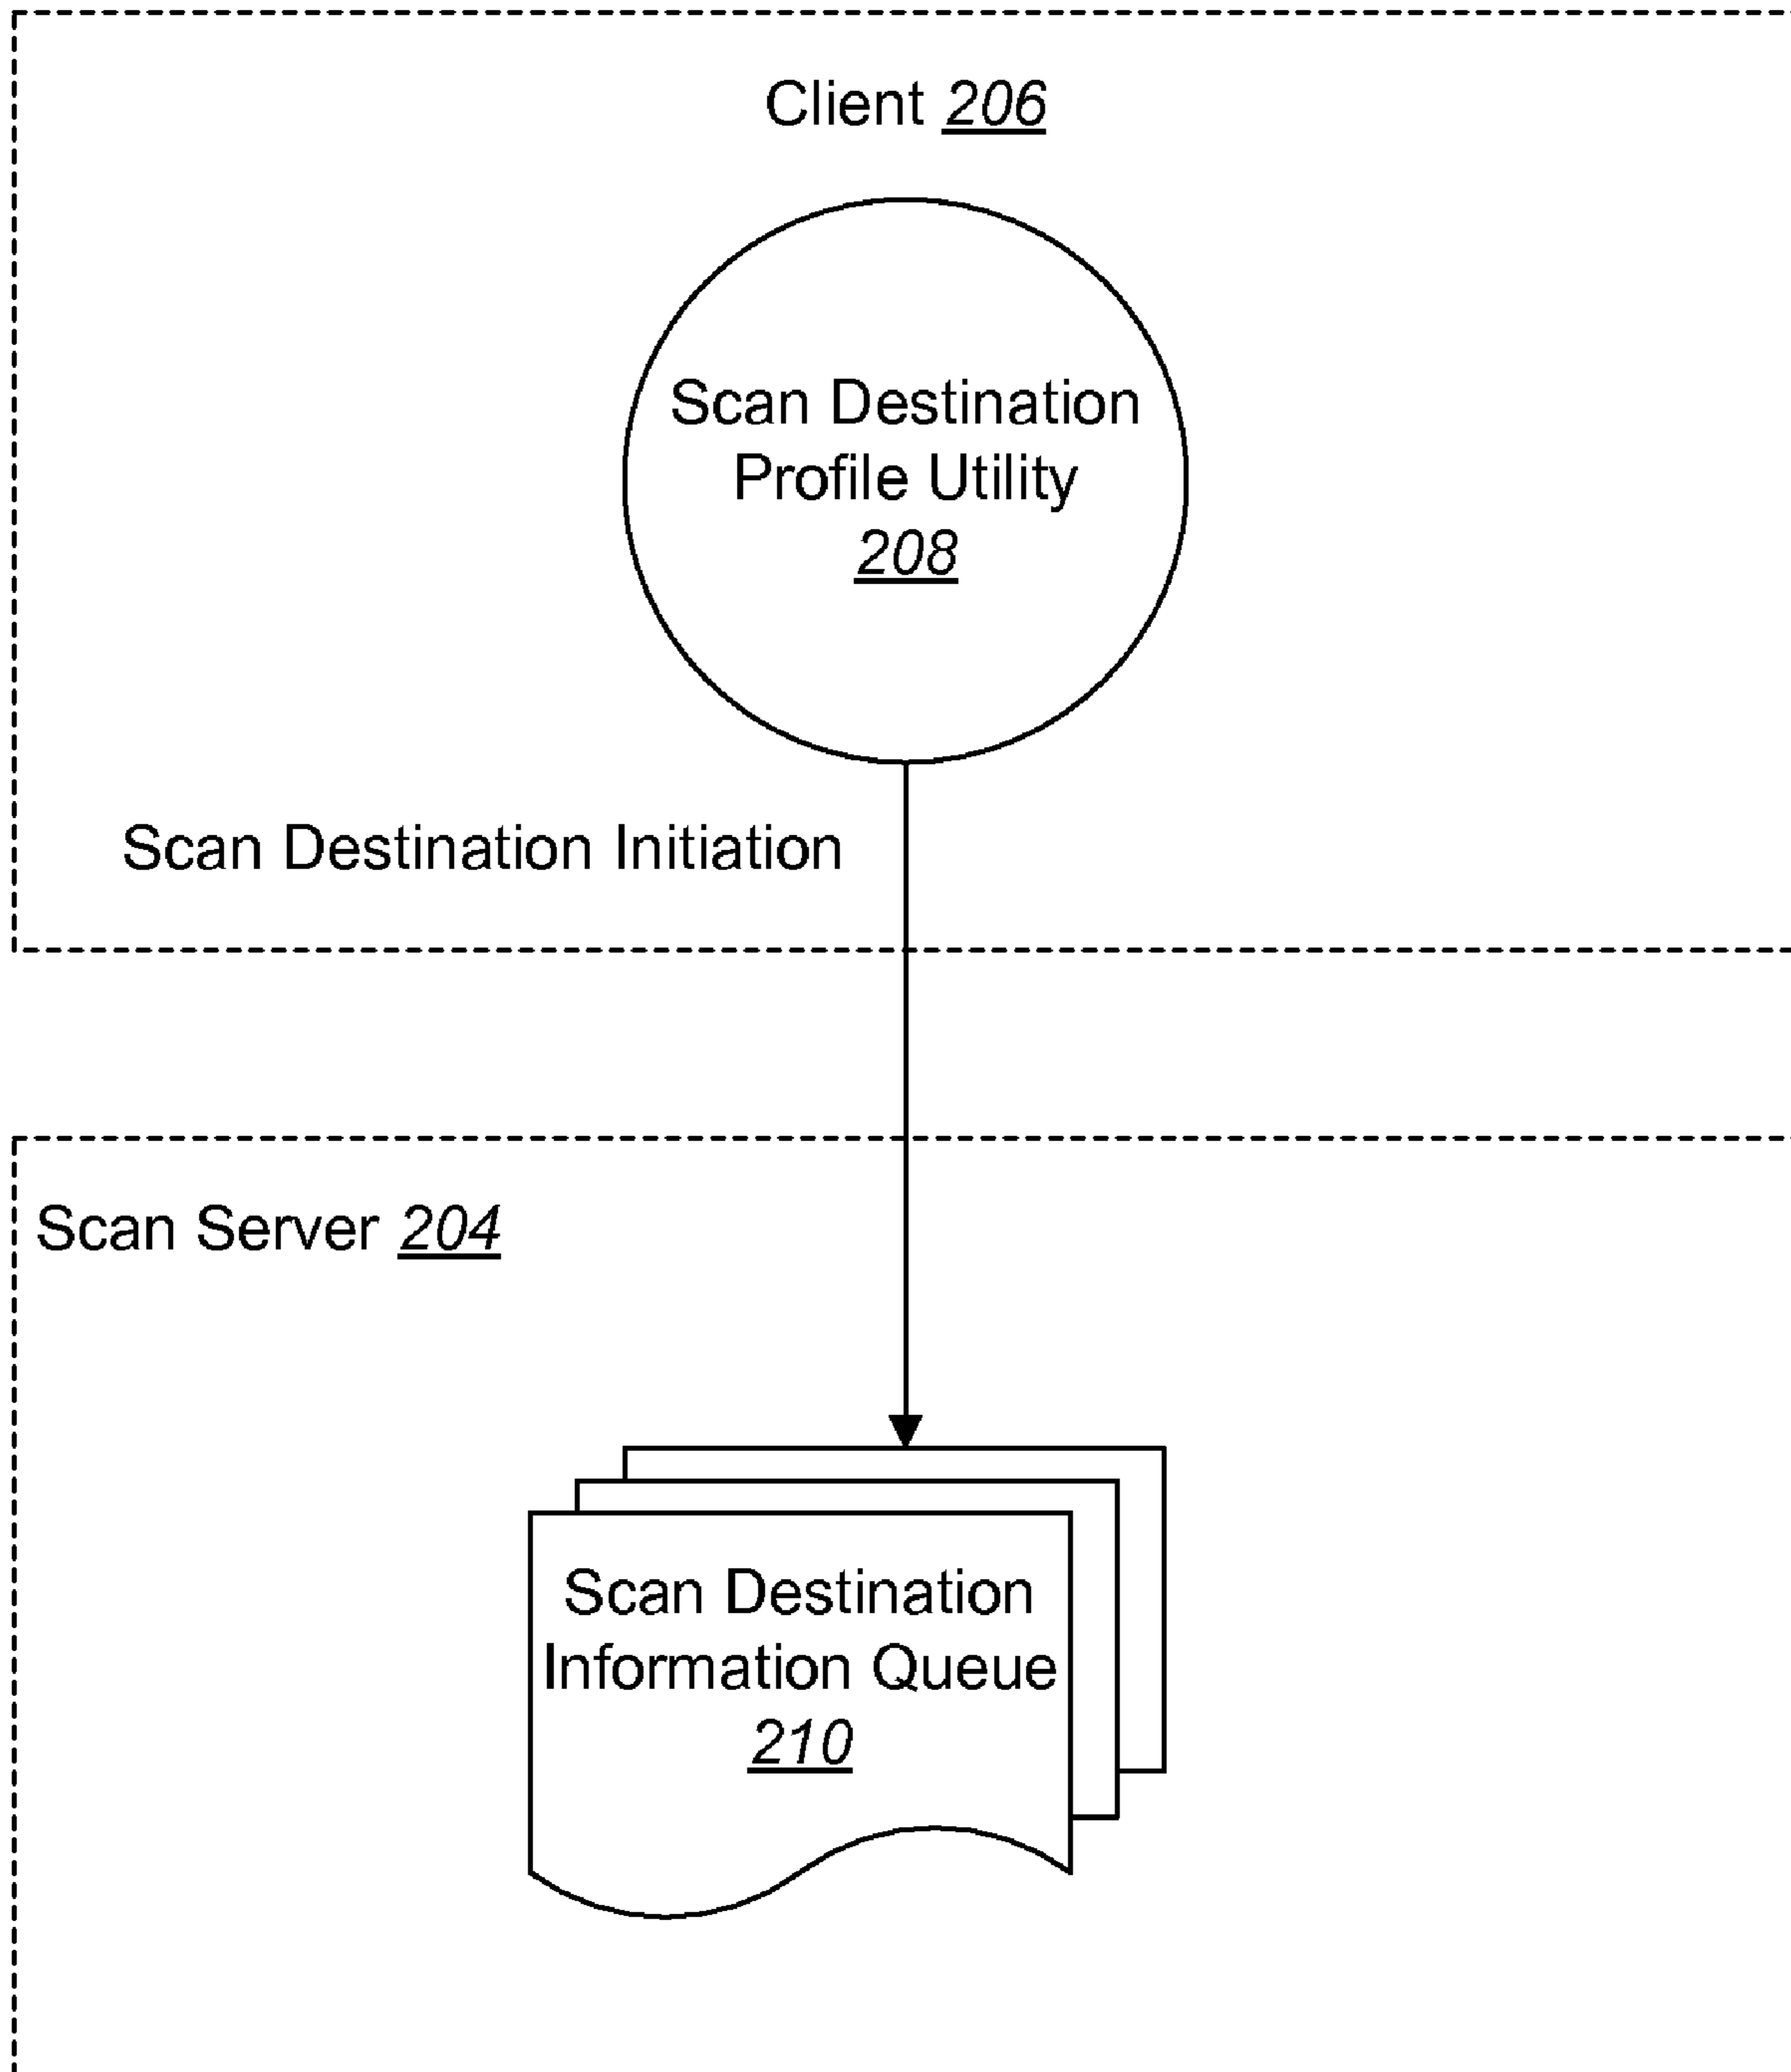 Client 206
Scan Destination
Profile Utility
208
Scan Destination Initiation
Scan Server 204
Scan Destination
Information Queue
210